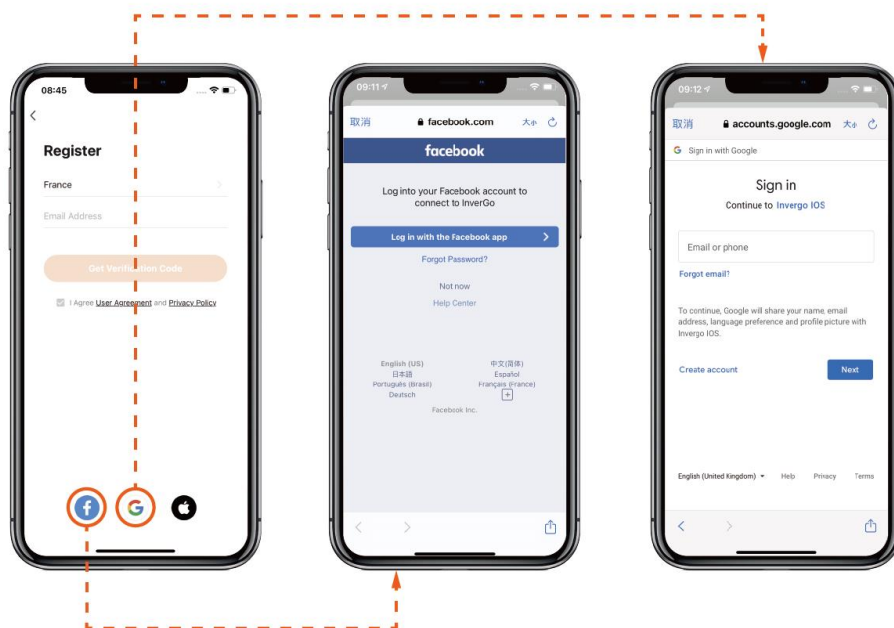 08:45
Register
France
Email Address
Get Verification Code
I Agree User Agreement and Privacy Policy
09:11
取消
facebook.com
大小
facebook
Log into your Facebook account to
connect to InverGo
Log in with the Facebook app
Forgot Password?
Not now
Help Center
English (US)
中文(简体)
日本語
Español
Português (Brasil)
Français (France)
Deutsch
Facebook Inc.
09:12
取消
accounts.google.com
大小
G Sign in with Google
Sign in
Continue to Invergo IOS
Email or phone
Forgot email?
To continue, Google will share your name, email
address, language preference and profile picture with
Invergo IOS.
Create account
Next
English (United Kingdom)
Help
Privacy
Terms